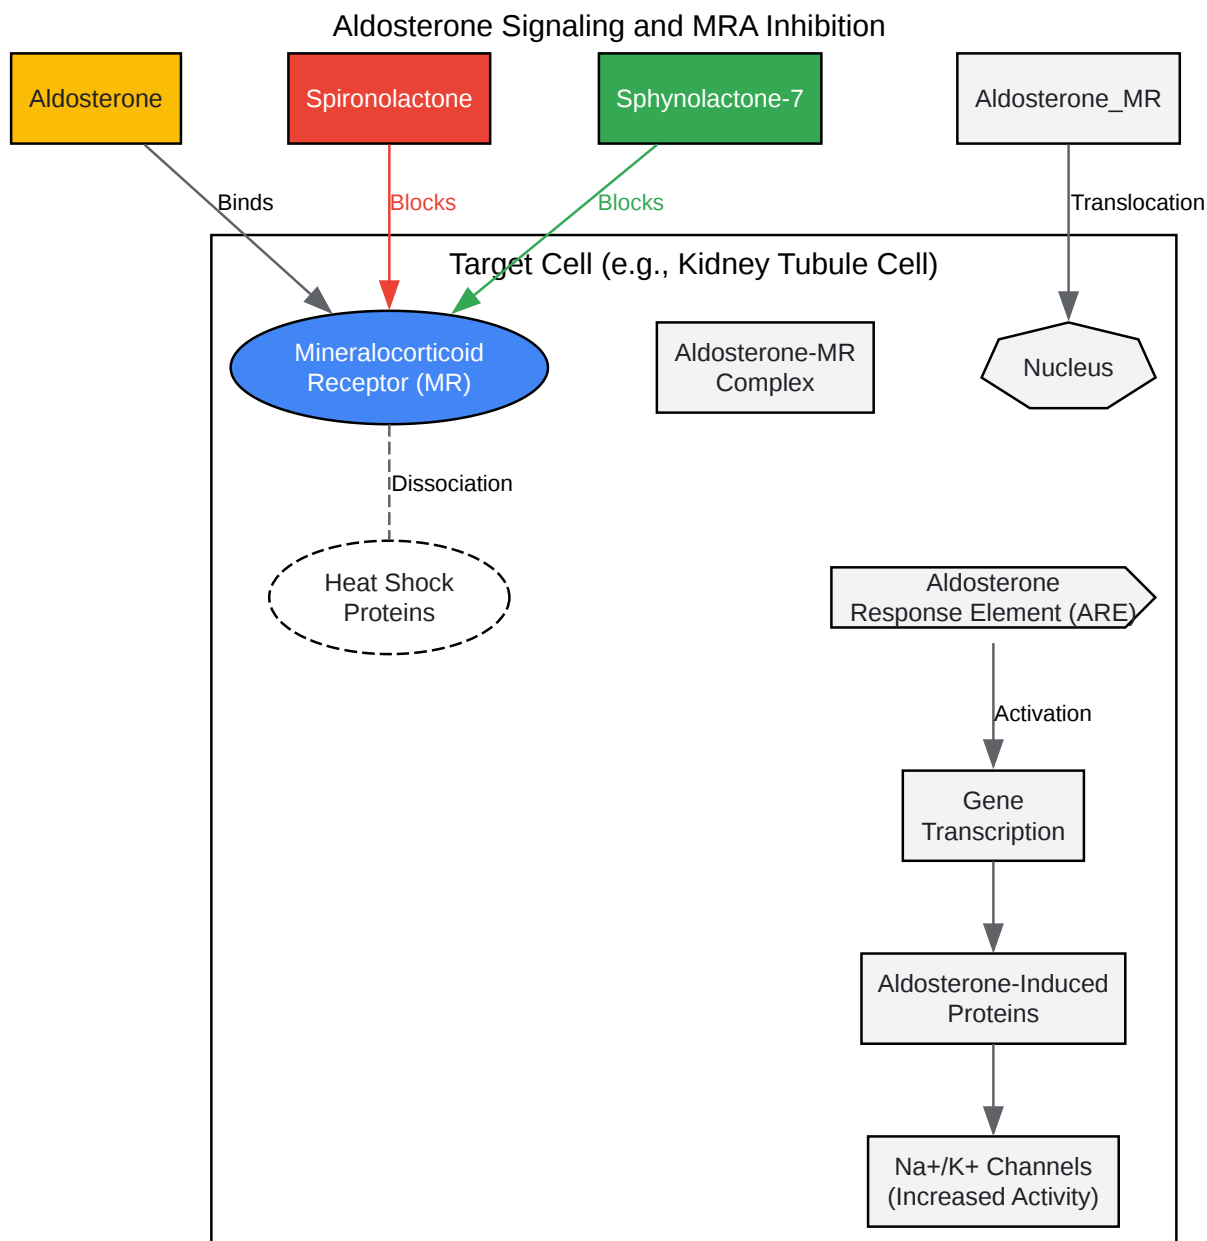 Aldosterone Signaling and MRA Inhibition
Aldosterone
Spironolactone
Sphynolactone-7
Aldosterone_MR
Binds
Blocks
Blocks
Translocation
Target Cell (e.g., Kidney Tubule Cell)
Mineralocorticoid
Receptor (MR)
Aldosterone-MR
Complex
Nucleus
Dissociation
Heat Shock
Proteins
Aldosterone
Response Element (ARE)
Activation
Gene
Transcription
Aldosterone-Induced
Proteins
Na+/K+ Channels
(Increased Activity)